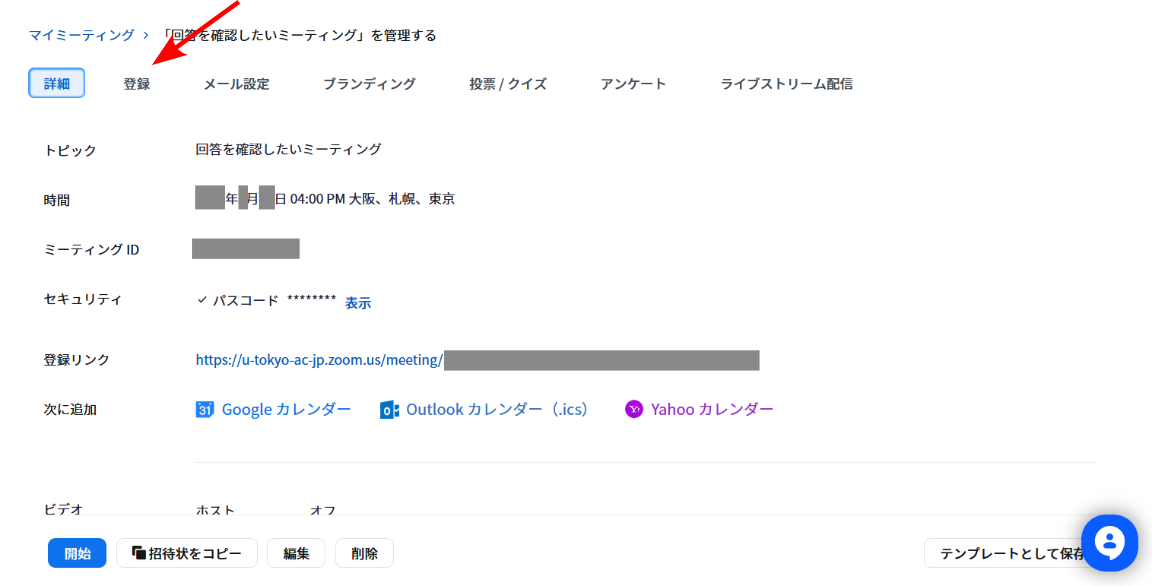 マイミーティング › 「回答を確認したいミーティング」を管理する
詳細 登録 メール設定 ブランディング 投票 / クイズ アンケート ライブストリーム配信
トピック 回答を確認したいミーティング
時間 年 月 日 04:00 PM 大阪、札幌、東京
ミーティング ID
セキュリティ ✓ パスコード ******** 表示
登録リンク https://u-tokyo-ac-jp.zoom.us/meeting/
次に追加 31 Google カレンダー Outlook カレンダー（.ics） Yahoo カレンダー
ビデオ ホスト オフ
開始 招待状をコピー 編集 削除 テンプレートとして保存